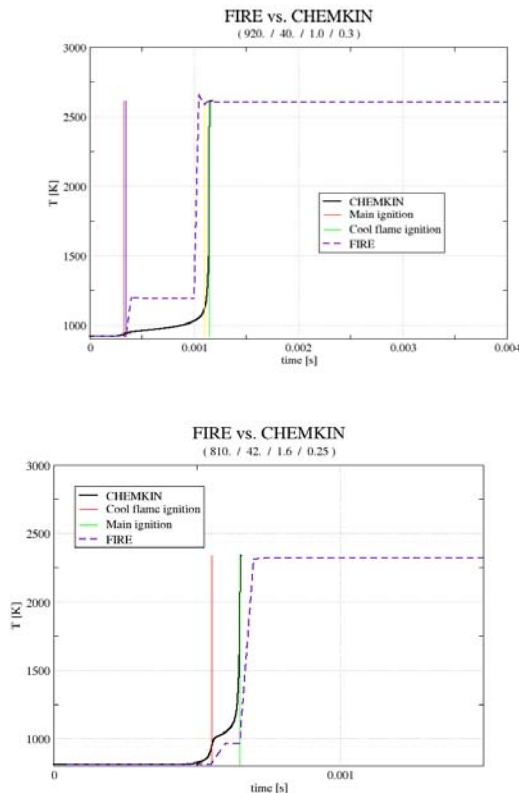 FIRE vs. CHEMKIN
( 920. / 40. / 1.0 / 0.3 )
3000
2500
2000
1500
1000
T [K]
CHEMKIN
Main ignition
Cool flame ignition
FIRE
0 0.001 0.002 0.003 0.004
time [s]
FIRE vs. CHEMKIN
( 810. / 42. / 1.6 / 0.25 )
3000
2500
2000
1500
1000
T [K]
CHEMKIN
Cool flame ignition
Main ignition
FIRE
0 0.001
time [s]